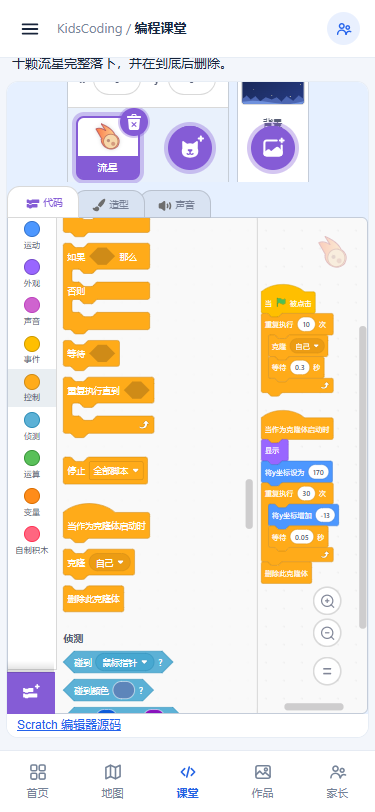 KidsCoding / 编程课堂
十颗流星完整落下，并在到底后删除。
流星
背景
代码
造型
声音
运动
外观
声音
事件
控制
侦测
运算
变量
自制积木
如果 那么
否则
等待
重复执行直到
停止 全部脚本
当作为克隆体启动时
克隆 自己
删除此克隆体
侦测
碰到 鼠标指针 ?
碰到颜色 ?
当 被点击
重复执行 10 次
克隆 自己
等待 0.3 秒
当作为克隆体启动时
显示
将y坐标设为 170
重复执行 30 次
将y坐标增加 -13
等待 0.05 秒
删除此克隆体
Scratch 编辑器源码
首页
地图
课堂
作品
家长